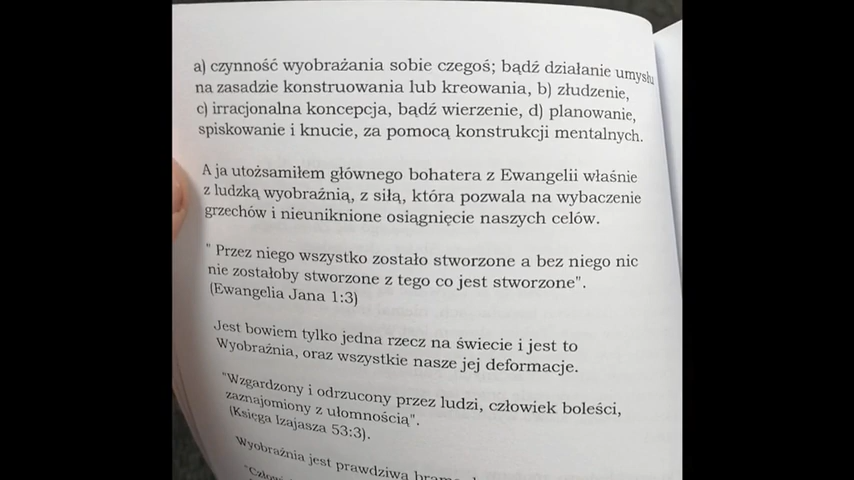 a) czynność wyobrażania sobie czegoś; bądź działanie umysłu
na zasadzie konstruowania lub kreowania, b) złudzenie,
c) irracjonalna koncepcja, bądź wierzenie, d) planowanie,
spiskowanie i knucie, za pomocą konstrukcji mentalnych.
A ja utożsamiłem głównego bohatera z Ewangelii właśnie
z ludzką wyobraźnią, z siłą, która pozwala na wybaczenie
grzechów i nieuniknione osiągnięcie naszych celów.
" Przez niego wszystko zostało stworzone a bez niego nic
nie zostałoby stworzone z tego co jest stworzone".
(Ewangelia Jana 1:3)
Jest bowiem tylko jedna rzecz na świecie i jest to
Wyobraźnia, oraz wszystkie nasze jej deformacje.
"Wzgardzony i odrzucony przez ludzi, człowiek boleści,
zaznajomiony z ułomnością".
(Księga Izajasza 53:3).
Wyobraźnia jest prawdziwą